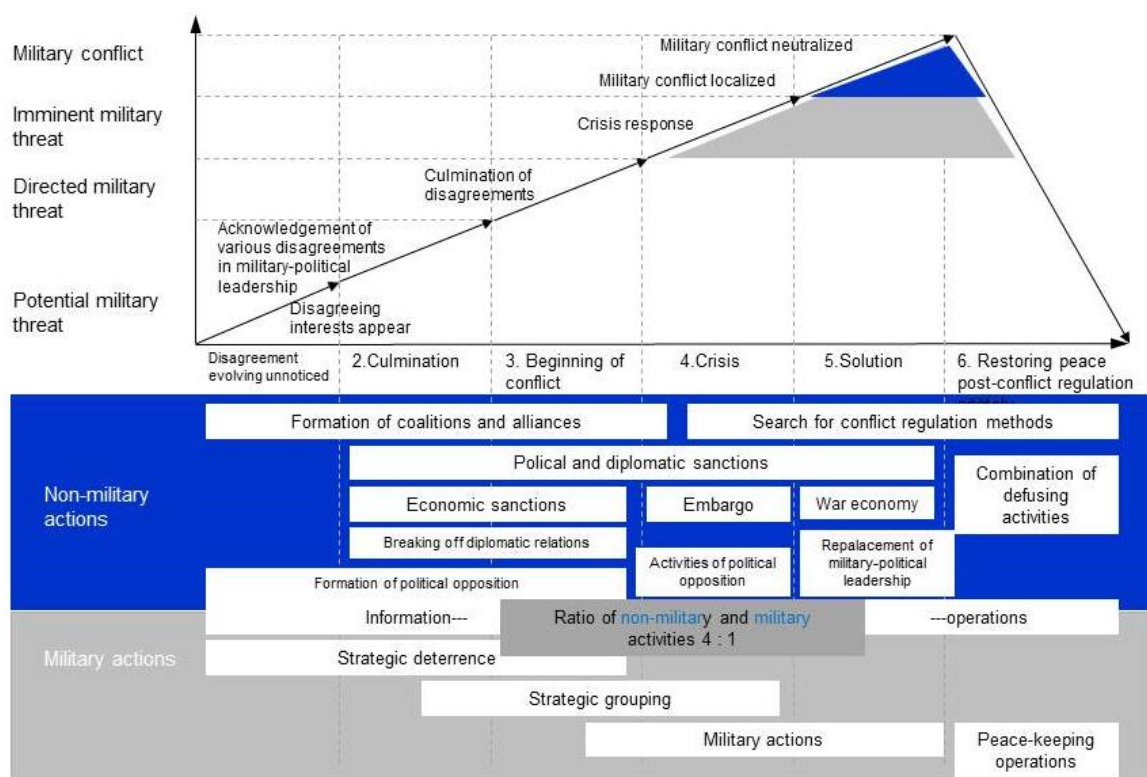 Military conflict
Imminent military
threat
Directed military
threat
Potential military
threat
Military conflict neutralized
Military conflict localized
Crisis response
Culmination of
disagreements
Acknowledgement of
various disagreements
in military-political
leadership
Disagreeing
interests appear
Disagreement
evolving unnoticed
2.Culmination
3. Beginning of
conflict
4.Crisis
5.Solution
6. Restoring peace
post-conflict regulation
Non-military
actions
Formation of coalitions and alliances
Search for conflict regulation methods
Polical and diplomatic sanctions
Combination of
defusing
activities
Economic sanctions
Embargo
War economy
Breaking off diplomatic relations
Activities of political
opposition
Repalacement of
military-political
leadership
Formation of political opposition
Information---
Ratio of non-military and military
activities 4 : 1
---operations
Military actions
Strategic deterrence
Strategic grouping
Military actions
Peace-keeping
operations